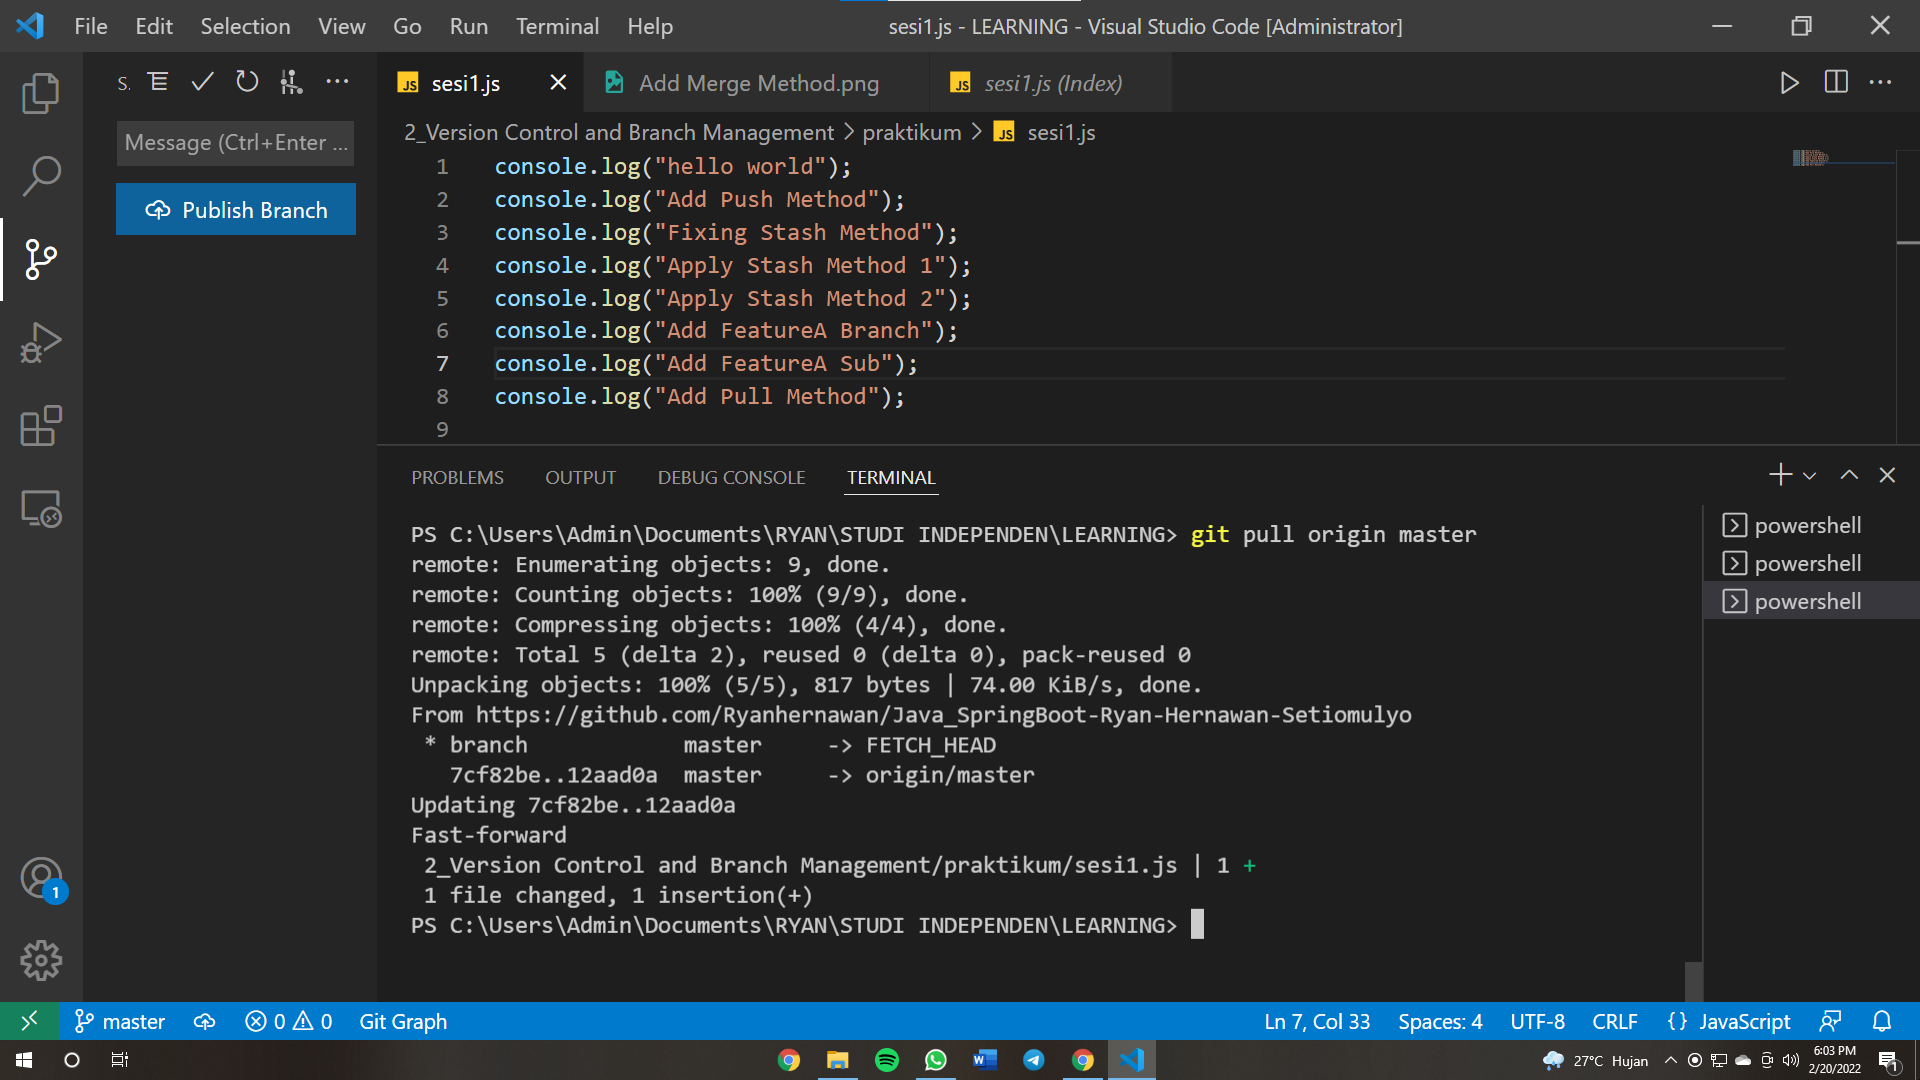 File Edit Selection View Go Run Terminal Help sesi1.js - LEARNING - Visual Studio Code [Administrator]
S.
sesi1.js Add Merge Method.png sesi1.js (Index)
Message (Ctrl+Enter ...
Publish Branch
2_Version Control and Branch Management > praktikum > JS sesi1.js
1 console.log("hello world");
2 console.log("Add Push Method");
3 console.log("Fixing Stash Method");
4 console.log("Apply Stash Method 1");
5 console.log("Apply Stash Method 2");
6 console.log("Add FeatureA Branch");
7 console.log("Add FeatureA Sub");
8 console.log("Add Pull Method");
9
PROBLEMS OUTPUT DEBUG CONSOLE TERMINAL
PS C:\Users\Admin\Documents\RYAN\STUDI INDEPENDEN\LEARNING> git pull origin master
remote: Enumerating objects: 9, done.
remote: Counting objects: 100% (9/9), done.
remote: Compressing objects: 100% (4/4), done.
remote: Total 5 (delta 2), reused 0 (delta 0), pack-reused 0
Unpacking objects: 100% (5/5), 817 bytes | 74.00 KiB/s, done.
From https://github.com/Ryanhernawan/Java_SpringBoot-Ryan-Hernawan-Setiomulyo
* branch master -> FETCH_HEAD
7cf82be..12aad0a master -> origin/master
Updating 7cf82be..12aad0a
Fast-forward
2_Version Control and Branch Management/praktikum/sesi1.js | 1 +
1 file changed, 1 insertion(+)
PS C:\Users\Admin\Documents\RYAN\STUDI INDEPENDEN\LEARNING>
powershell
powershell
powershell
1
master 0 0 Git Graph Ln 7, Col 33 Spaces: 4 UTF-8 CRLF {} JavaScript
27°C Hujan 6:03 PM
2/20/2022
1